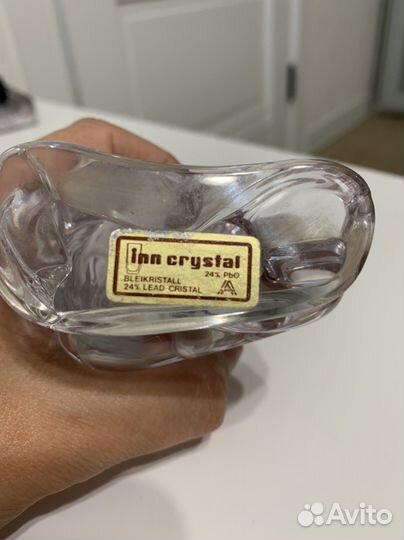 inn crystal
24% PbO
BLEIKRISTALL
24% LEAD CRISTAL
Avito